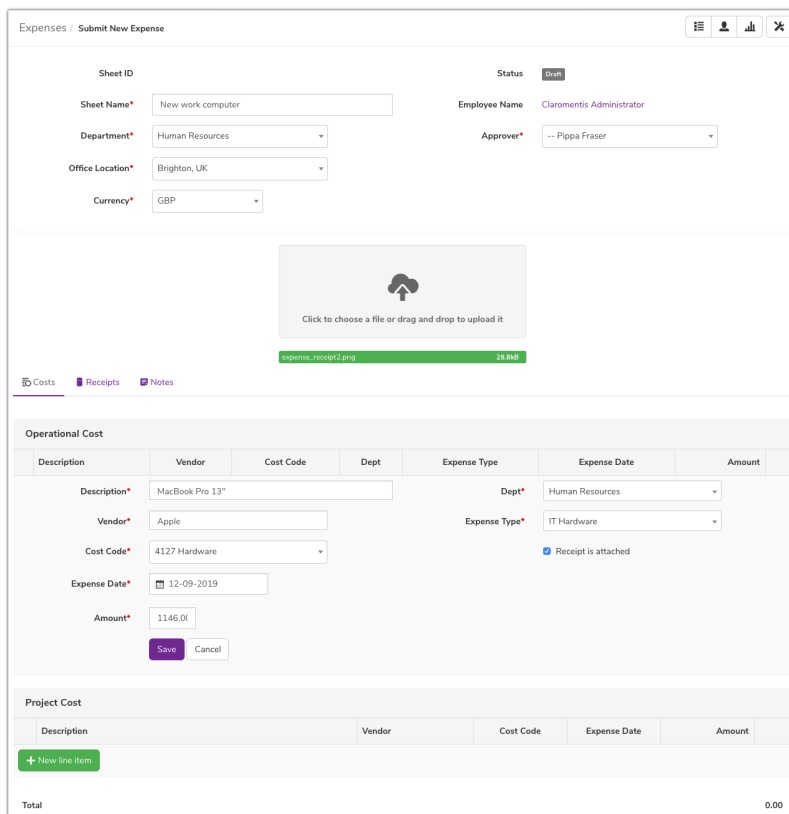 Expenses / Submit New Expense
Sheet ID
Status Draft
Sheet Name* New work computer
Employee Name Claromentis Administrator
Department* Human Resources
Approver* -- Pippa Fraser
Office Location* Brighton, UK
Currency* GBP
Click to choose a file or drag and drop to upload it
expense_receipt2.png 28.8kB
Costs Receipts Notes
Operational Cost
Description Vendor Cost Code Dept Expense Type Expense Date Amount
Description* MacBook Pro 13"
Dept* Human Resources
Vendor* Apple
Expense Type* IT Hardware
Cost Code* 4127 Hardware
Receipt is attached
Expense Date* 12-09-2019
Amount* 1146.0
Save Cancel
Project Cost
Description Vendor Cost Code Expense Date Amount
+ New line item
Total 0.00